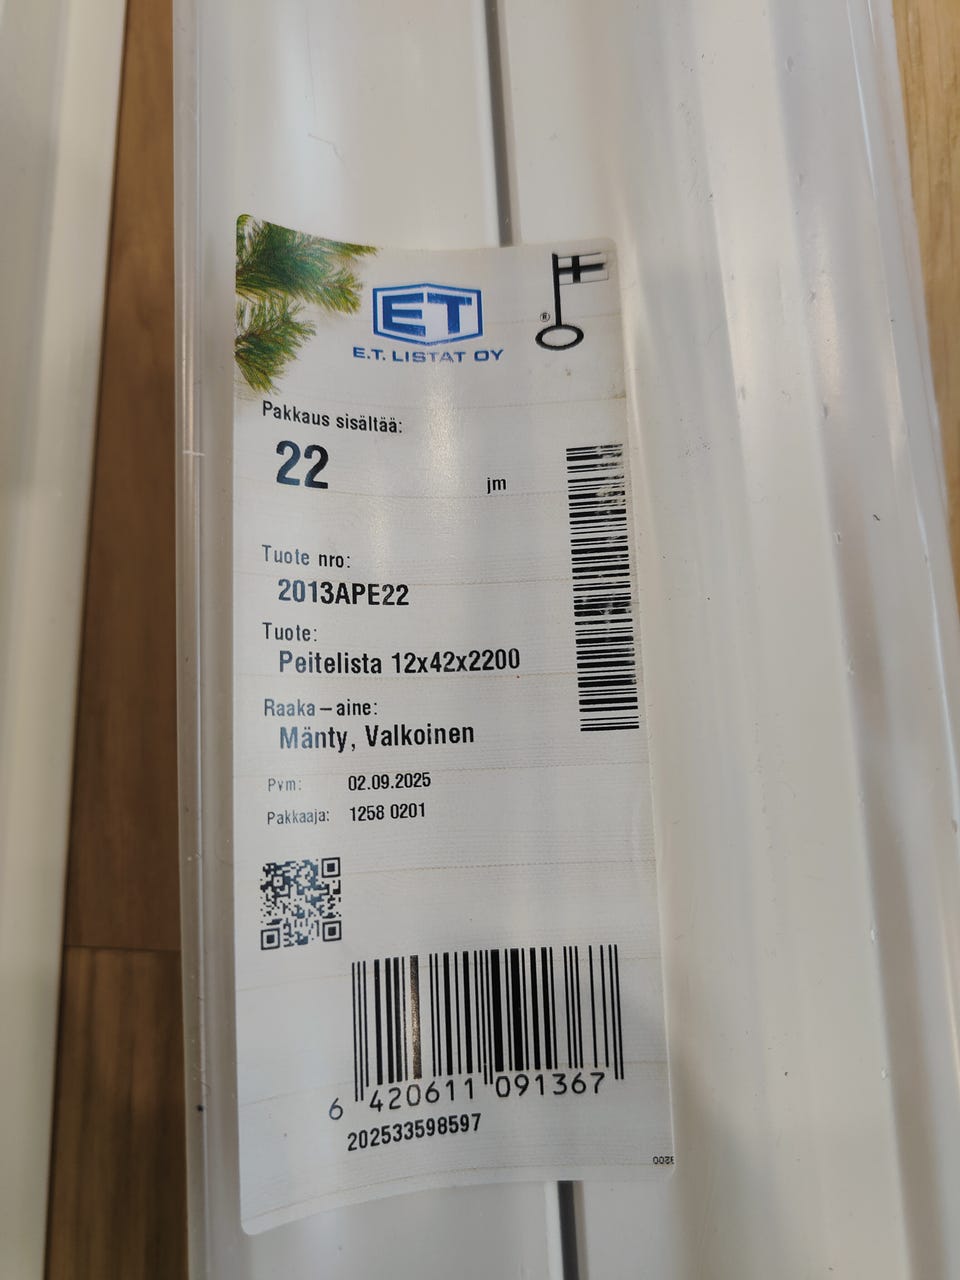 ET
E.T. LISTAT OY
®
Pakkaus sisältää:
22 jm
Tuote nro:
2013APE22
Tuote:
Peitelista 12x42x2200
Raaka-aine:
Mänty, Valkoinen
Pvm: 02.09.2025
Pakkaaja: 1258 0201
6 420611 091367
202533598597